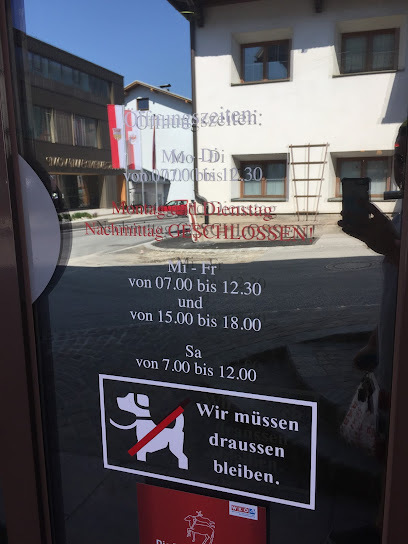 Öffnungszeiten:
Mo - Di
von 07.00 bis 12.30
Montag und Dienstag
Nachmittag GESCHLOSSEN!
Mi - Fr
von 07.00 bis 12.30
und
von 15.00 bis 18.00
Sa
von 7.00 bis 12.00
Wir müssen
draussen
bleiben.